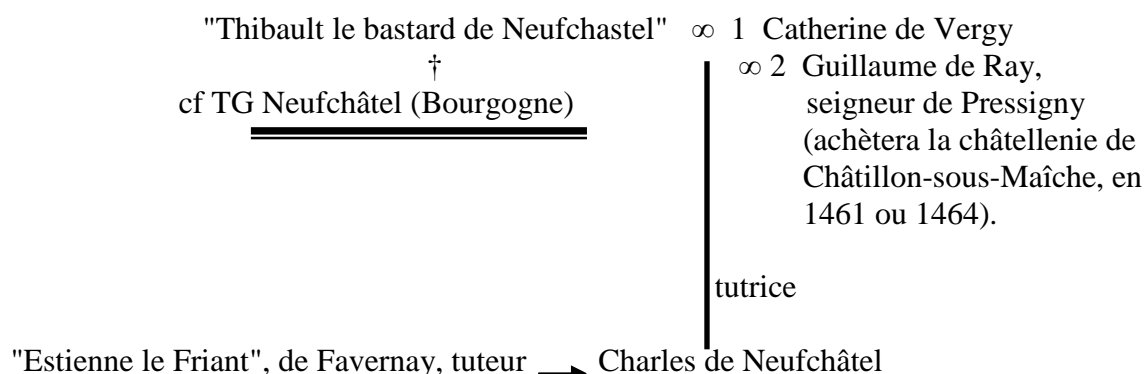 "Thibault le bastard de Neufchastel" ∞ 1 Catherine de Vergy
† ∞ 2 Guillaume de Ray,
cf TG Neufchâtel (Bourgogne) seigneur de Pressigny
(achètera la châtellenie de
Châtillon-sous-Maîche, en
1461 ou 1464).
tutrice
"Estienne le Friant", de Favernay, tuteur Charles de Neufchâtel